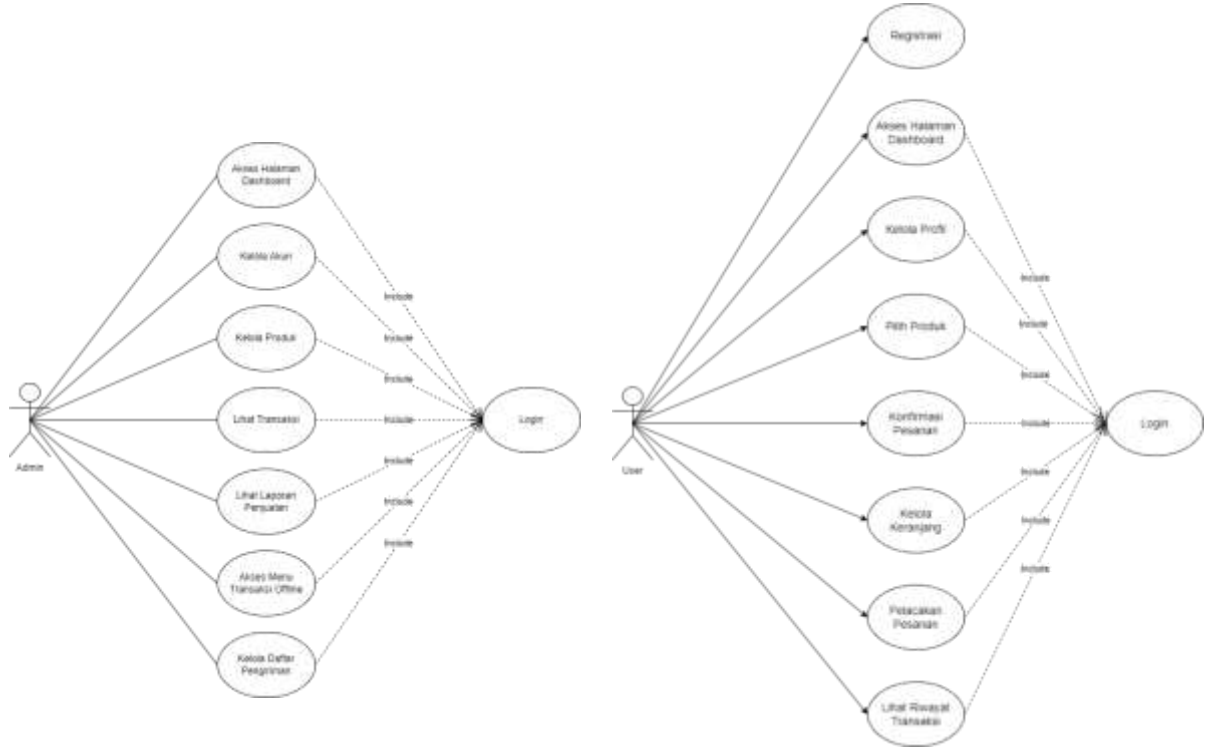 Akses Halaman
Dashboard
Kelola Akun
Kelola Produk
Lihat Transaksi
Lihat Laporan
Penjualan
Akses Menu
Transaksi Offline
Kelola Daftar
Pengiriman
Include
Include
Include
Include
Include
Include
Include
Login
Admin
Registrasi
Akses Halaman
Dashboard
Kelola Profil
Pilih Produk
Konfirmasi
Pesanan
Kelola
Keranjang
Pelacakan
Pesanan
Lihat Riwayat
Transaksi
Include
Include
Include
Include
Include
Include
Include
Login
User